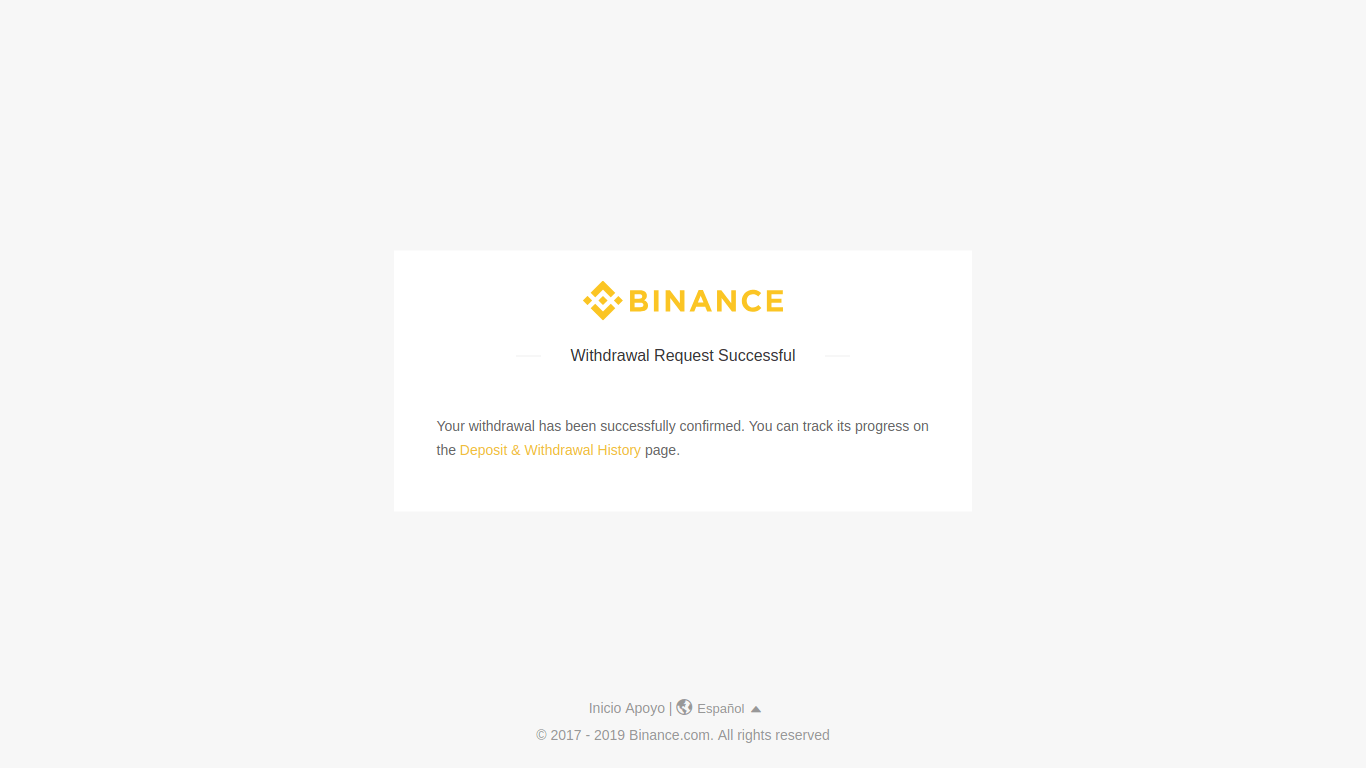 BINANCE
Withdrawal Request Successful
Your withdrawal has been successfully confirmed. You can track its progress on
the Deposit & Withdrawal History page.
Inicio Apoyo | Español
© 2017 - 2019 Binance.com. All rights reserved